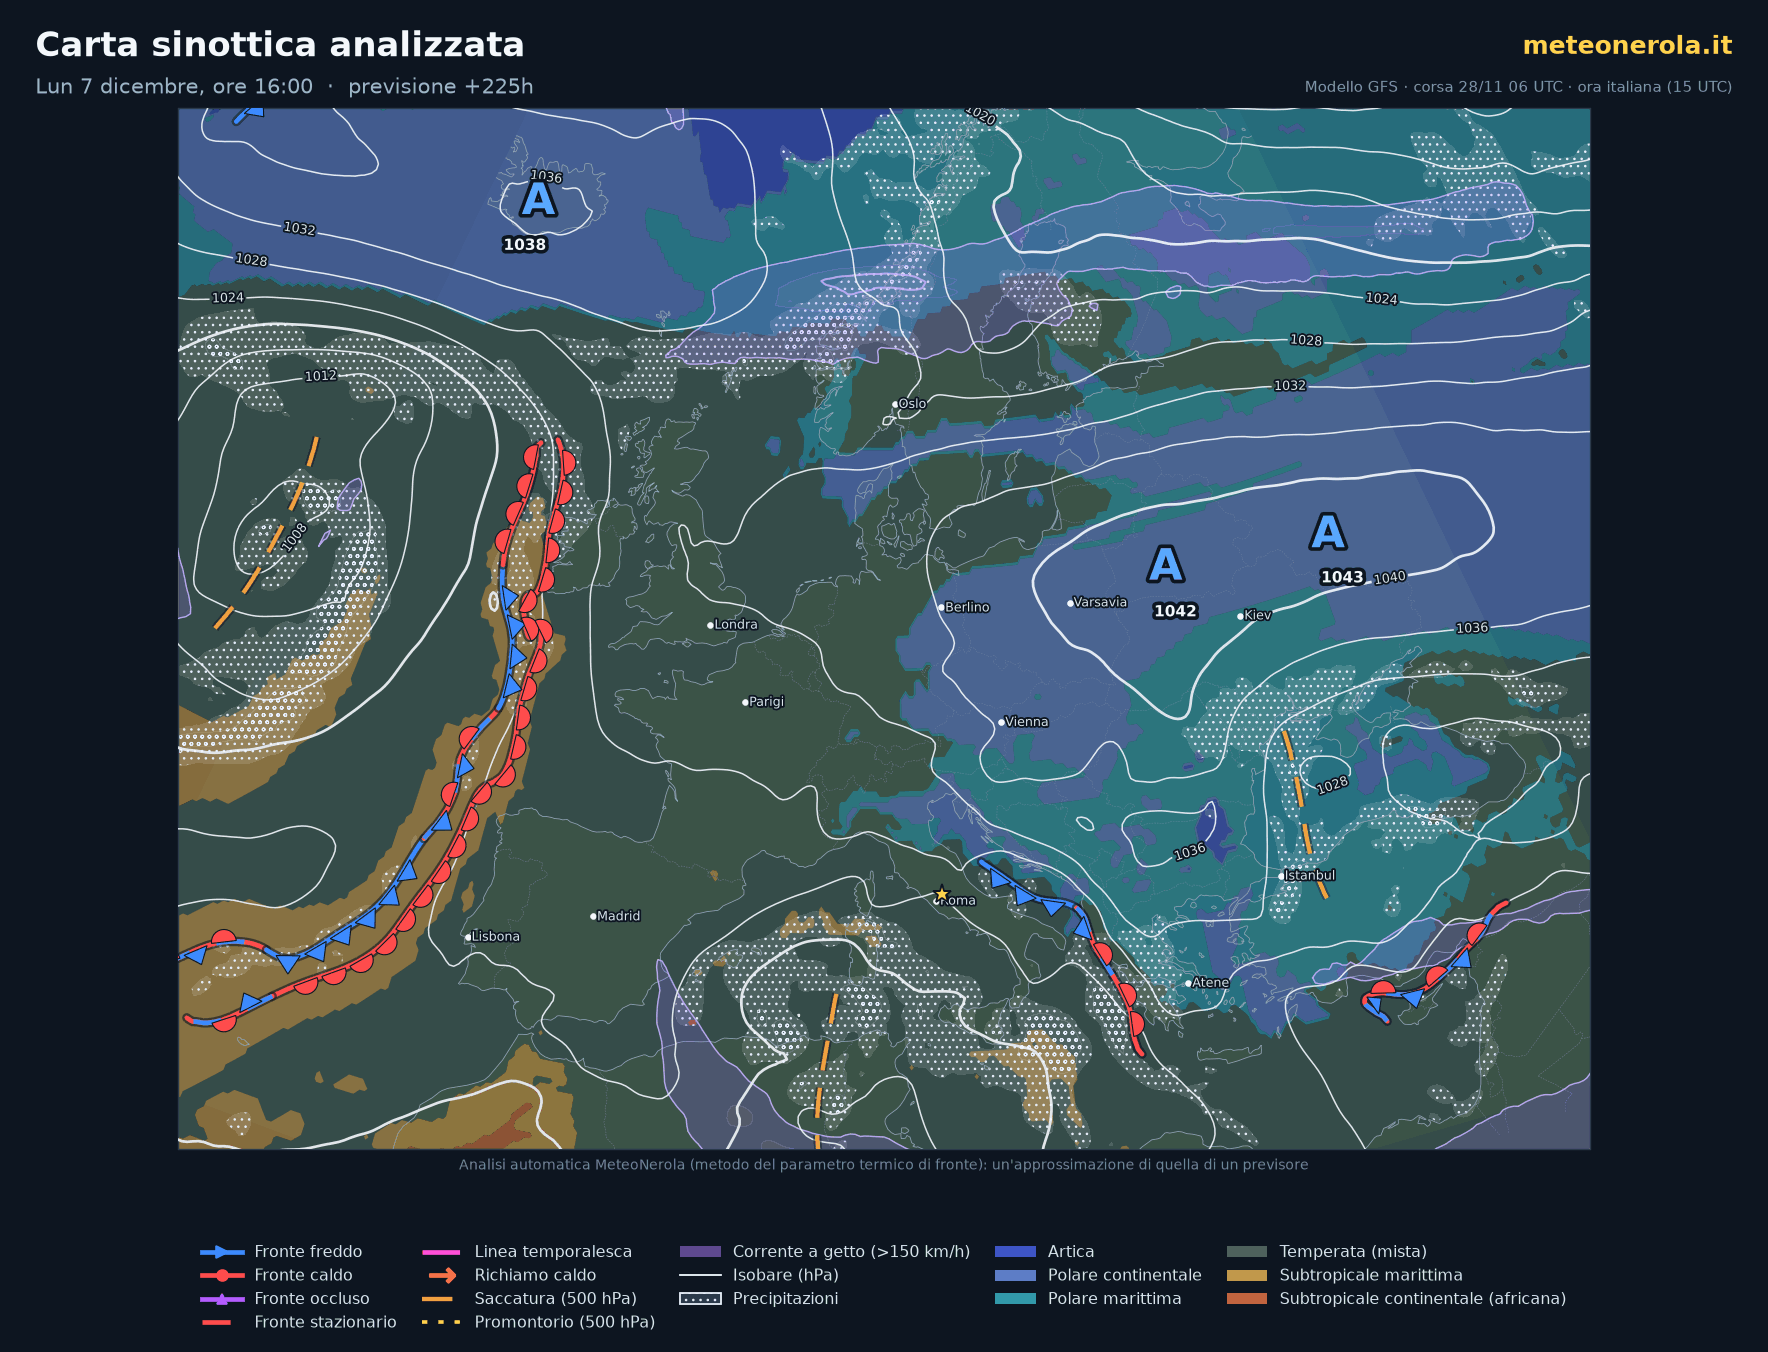 Carta sinottica analizzata
meteonerola.it
Lun 7 dicembre, ore 16:00 · previsione +225h
Modello GFS · corsa 28/11 06 UTC · ora italiana (15 UTC)
1020
1036
A
1038
1032
1028
1024
1024
1012
1028
1032
Oslo
1008
A
A
1043
1040
1042
Berlino
Varsavia
Kiev
Londra
1036
0
Parigi
Vienna
1028
1036
Istanbul
Roma
Madrid
Lisbona
Atene
Analisi automatica MeteoNerola (metodo del parametro termico di fronte): un'approssimazione di quella di un previsore
Fronte freddo
Fronte caldo
Fronte occluso
Fronte stazionario
Linea temporalesca
Richiamo caldo
Saccatura (500 hPa)
Promontorio (500 hPa)
Corrente a getto (>150 km/h)
Isobare (hPa)
Precipitazioni
Artica
Polare continentale
Polare marittima
Temperata (mista)
Subtropicale marittima
Subtropicale continentale (africana)